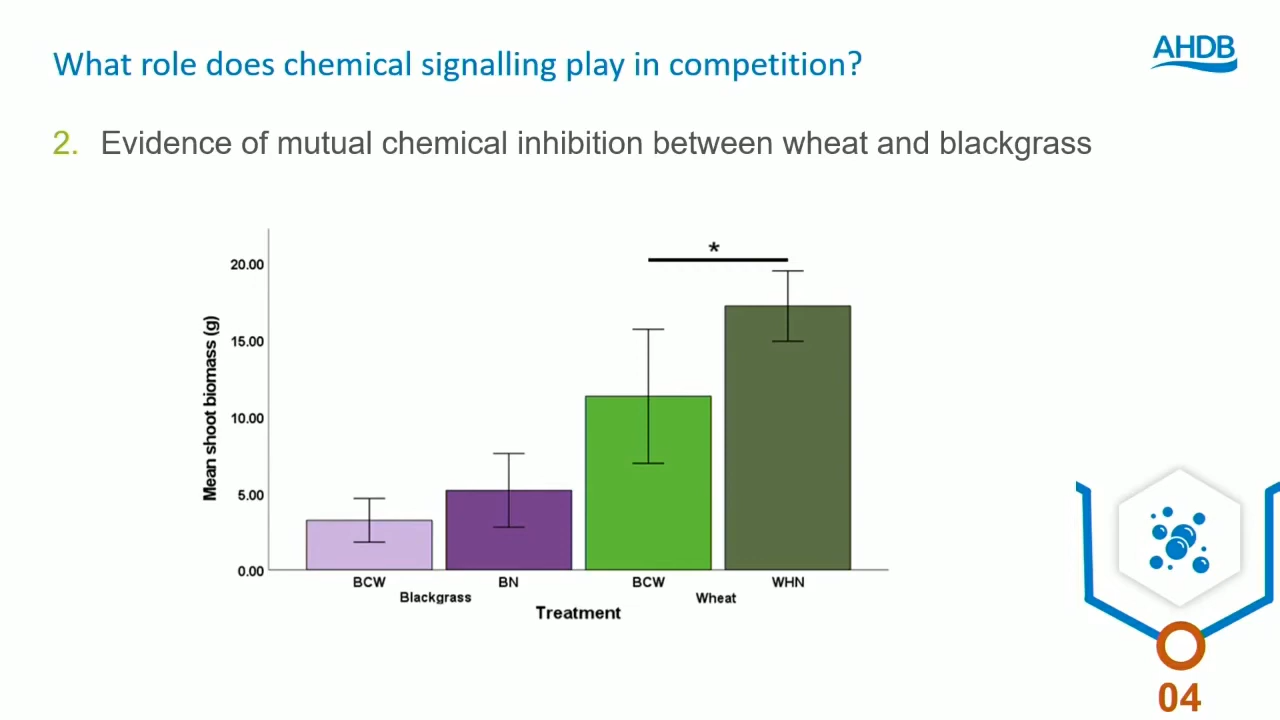 What role does chemical signalling play in competition?
AHDB
2. Evidence of mutual chemical inhibition between wheat and blackgrass
*
20.00
15.00
10.00
5.00
0.00
Mean shoot biomass (g)
BCW BN BCW WHN
Blackgrass Wheat
Treatment
04